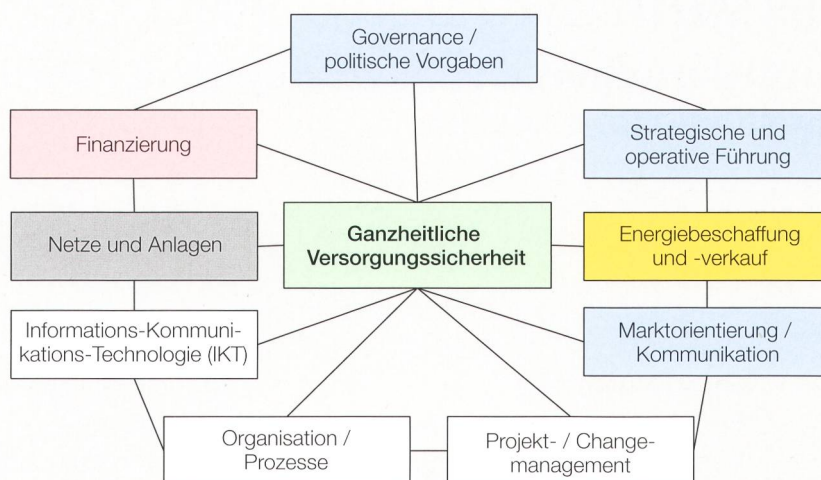 Governance /
politische Vorgaben
Finanzierung
Strategische und
operative Führung
Netze und Anlagen
Ganzheitliche
Versorgungssicherheit
Energiebeschaffung
und -verkauf
Informations-Kommuni-
kations-Technologie (IKT)
Marktorientierung /
Kommunikation
Organisation /
Prozesse
Projekt- / Change-
management